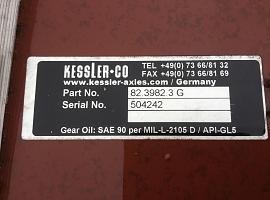 KESSLER+CO TEL +49(0) 73 66/81 32
FAX +49(0) 73 66/81 69
www.kessler-axles.com / Germany
Part No. 82.3982.3 G
Serial No. 504242
Gear Oil: SAE 90 per MIL-L-2105 D / API-GL5